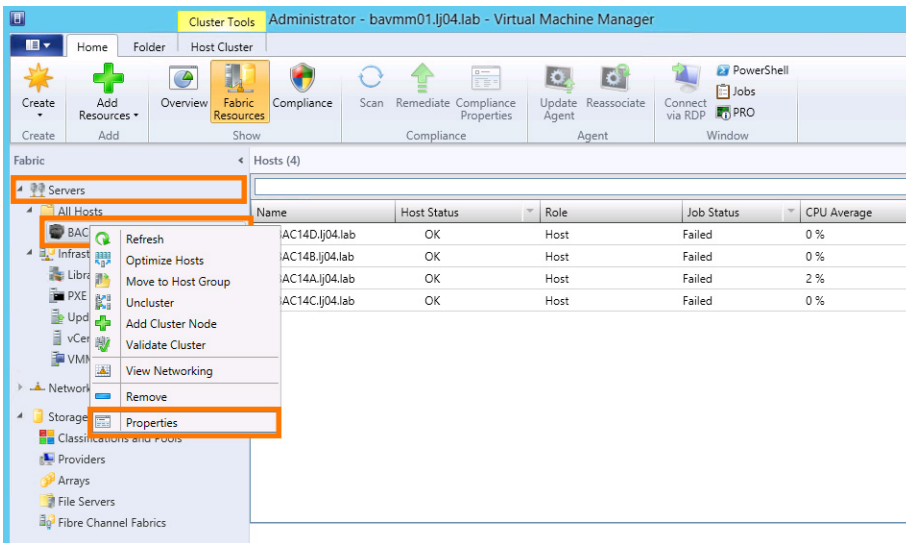 Cluster Tools
Administrator - bavmm01.lj04.lab - Virtual Machine Manager
Home Folder Host Cluster
Create
Add Resources
Overview
Fabric Resources
Compliance
Scan
Remediate
Compliance Properties
Update Agent
Reassociate
Connect via RDP
PowerShell
Jobs
PRO
Create Add Show Compliance Agent Window
Fabric
Hosts (4)
Servers
All Hosts
BAC
Infrast
Libra
PXE
Upd
vCer
VMM
Network
Storage
Classifications and Pools
Providers
Arrays
File Servers
Fibre Channel Fabrics
Refresh
Optimize Hosts
Move to Host Group
Uncluster
Add Cluster Node
Validate Cluster
View Networking
Remove
Properties
Name Host Status Role Job Status CPU Average
AC14D.lj04.lab OK Host Failed 0 %
AC14B.lj04.lab OK Host Failed 0 %
AC14A.lj04.lab OK Host Failed 2 %
AC14C.lj04.lab OK Host Failed 0 %